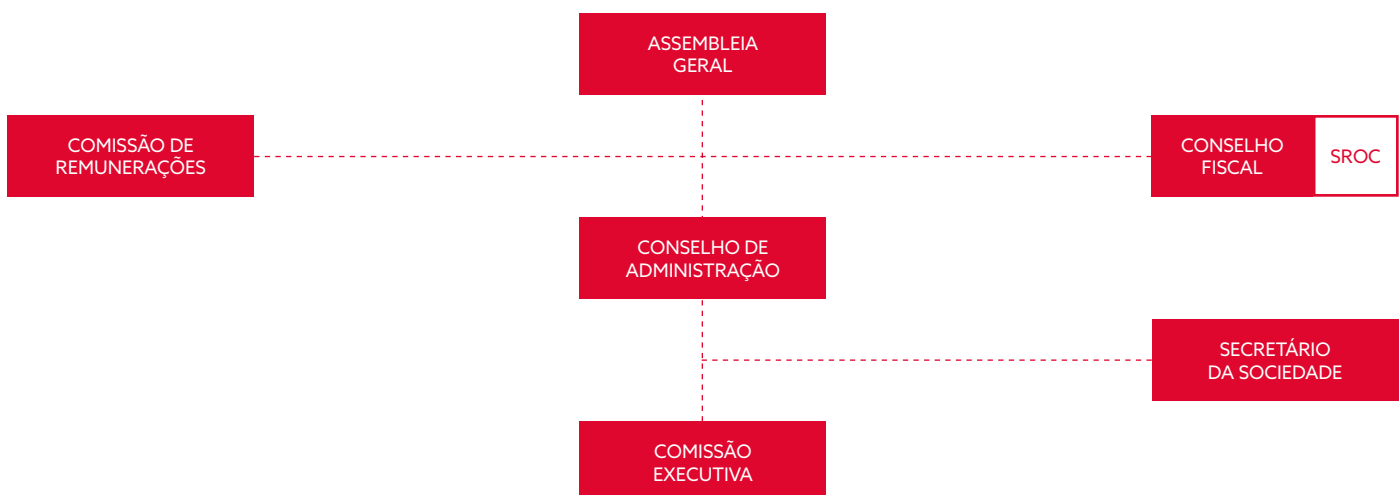 ASSEMBLEIA
GERAL
COMISSÃO DE
REMUNERAÇÕES
CONSELHO
FISCAL
SROC
CONSELHO DE
ADMINISTRAÇÃO
SECRETÁRIO
DA SOCIEDADE
COMISSÃO
EXECUTIVA